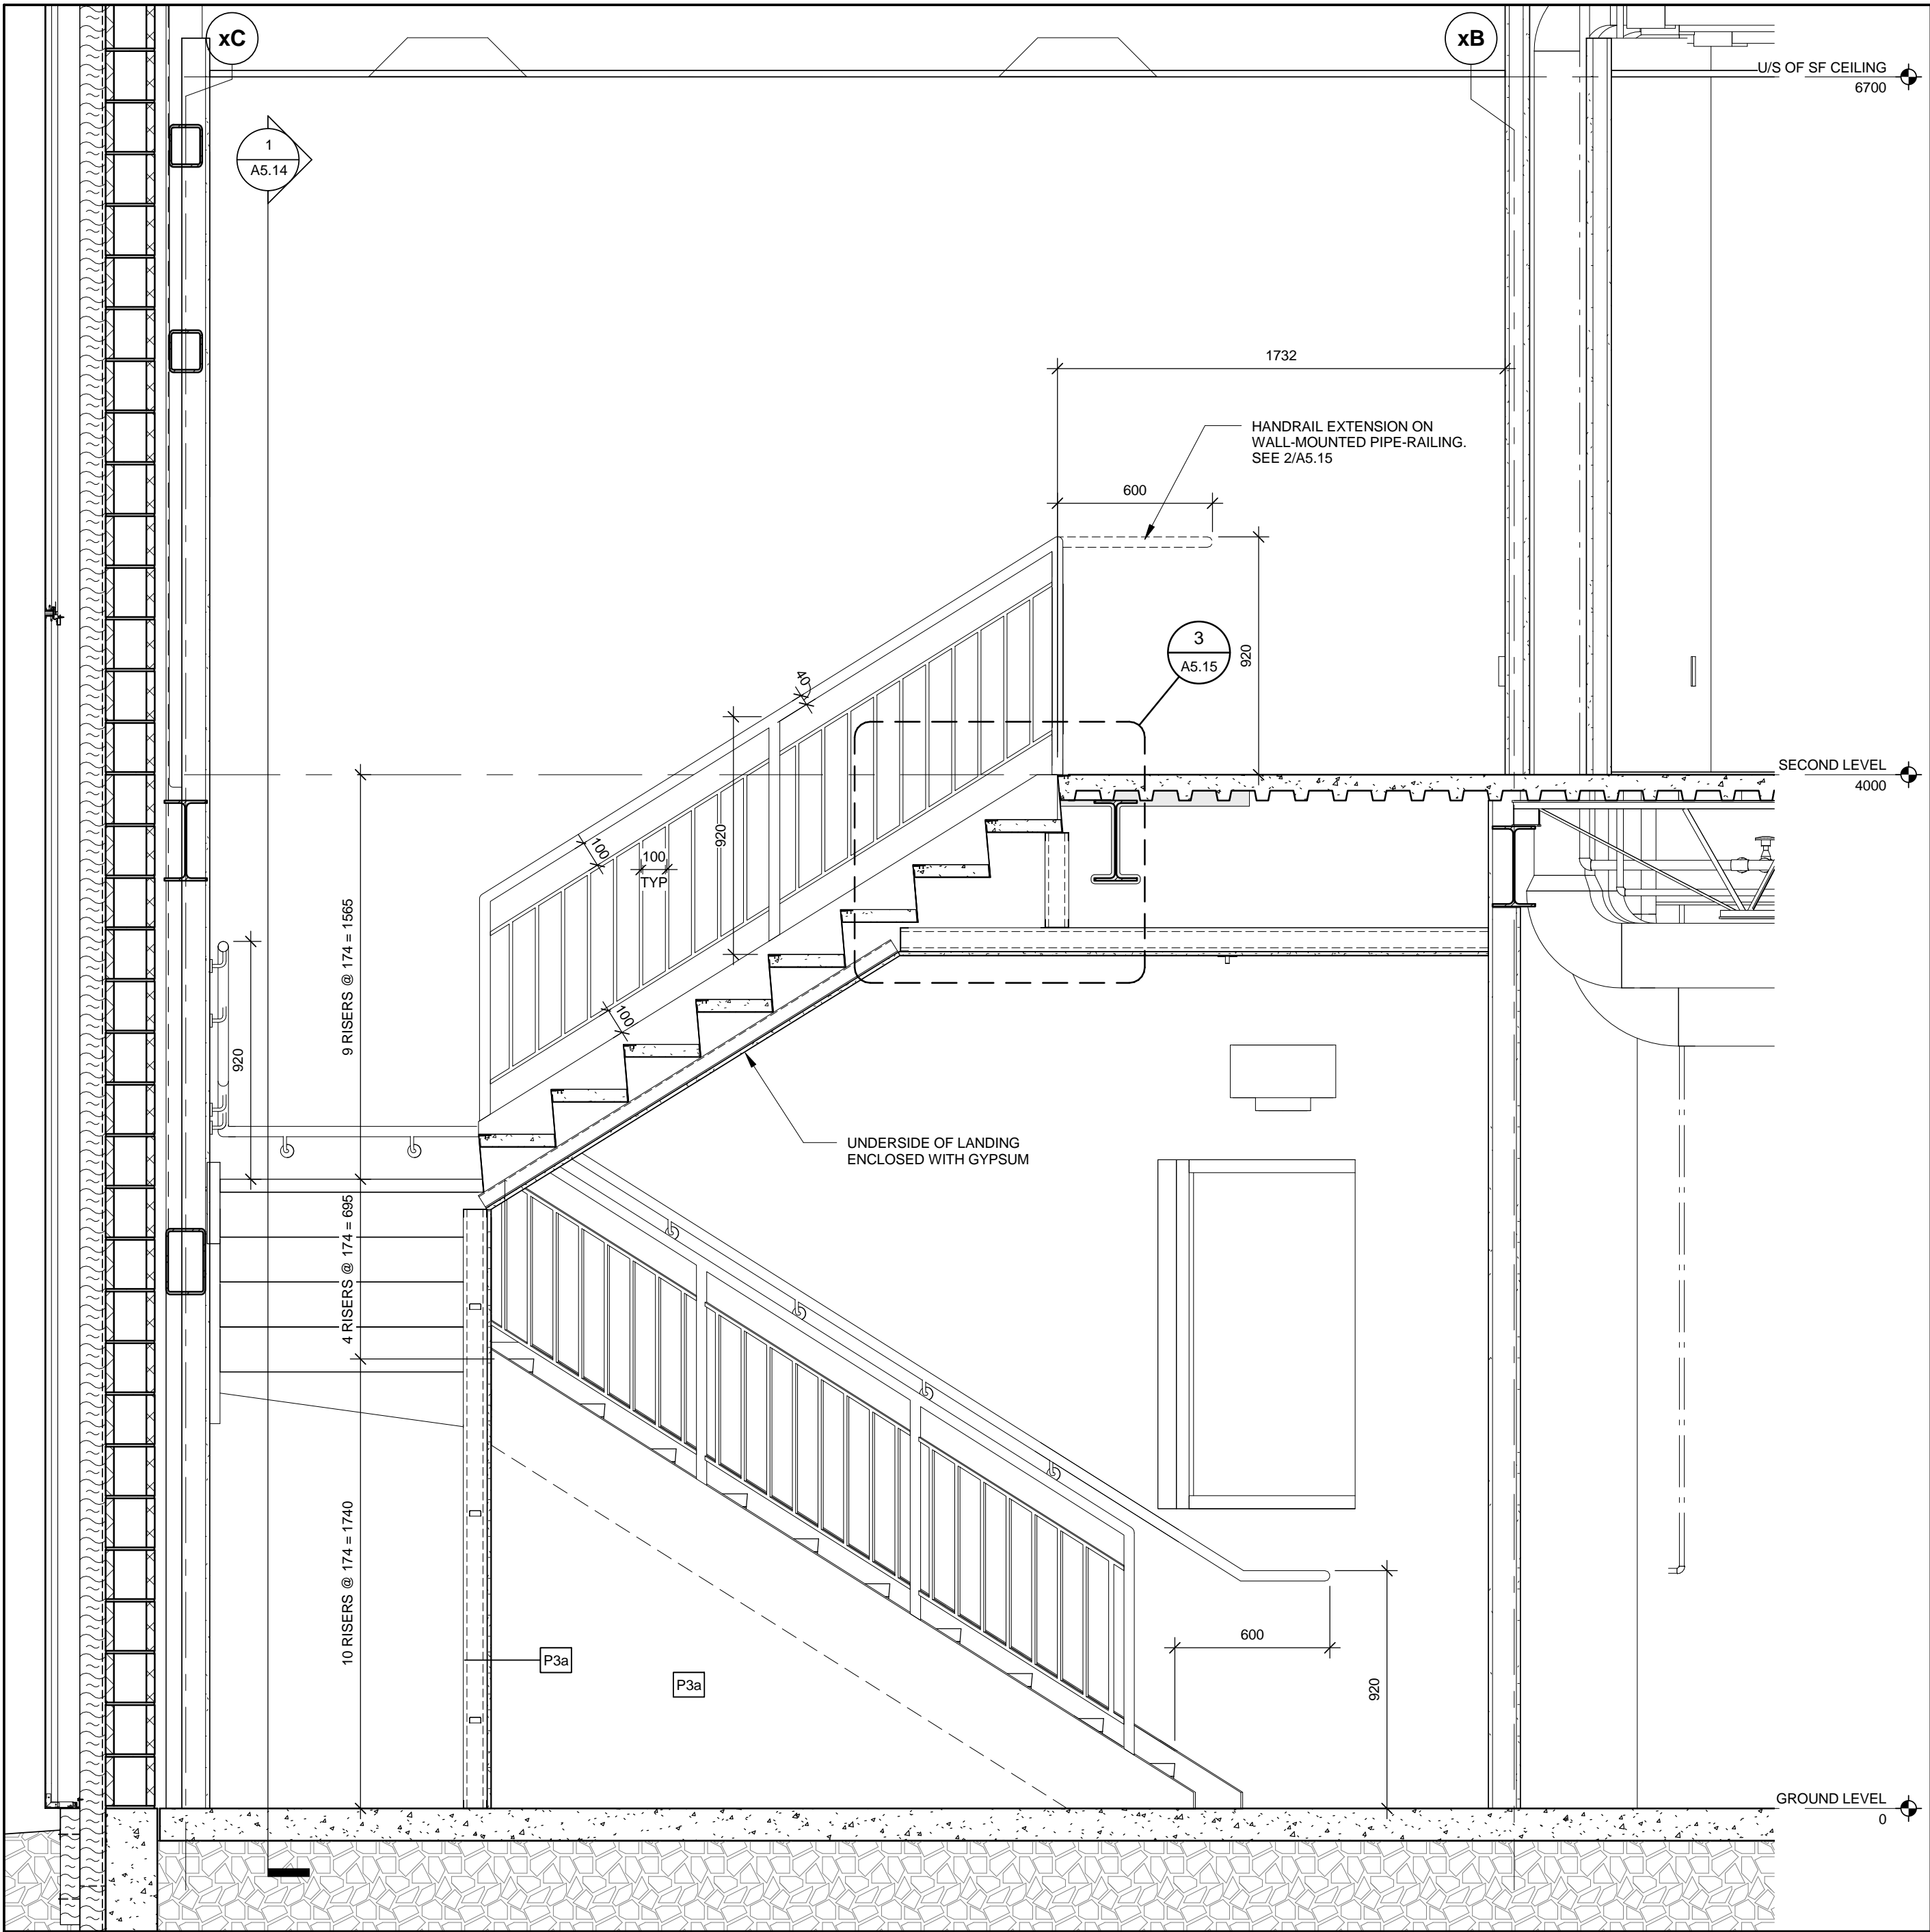 xC
xB
U/S OF SF CEILING
6700
1
A5.14
1732
HANDRAIL EXTENSION ON
WALL-MOUNTED PIPE-RAILING.
SEE 2/A5.15
600
3
A5.15
920
40
920
SECOND LEVEL
4000
100
100
TYP
9 RISERS @ 174 = 1565
920
100
UNDERSIDE OF LANDING
ENCLOSED WITH GYPSUM
4 RISERS @ 174 = 695
10 RISERS @ 174 = 1740
600
P3a
P3a
920
GROUND LEVEL
0